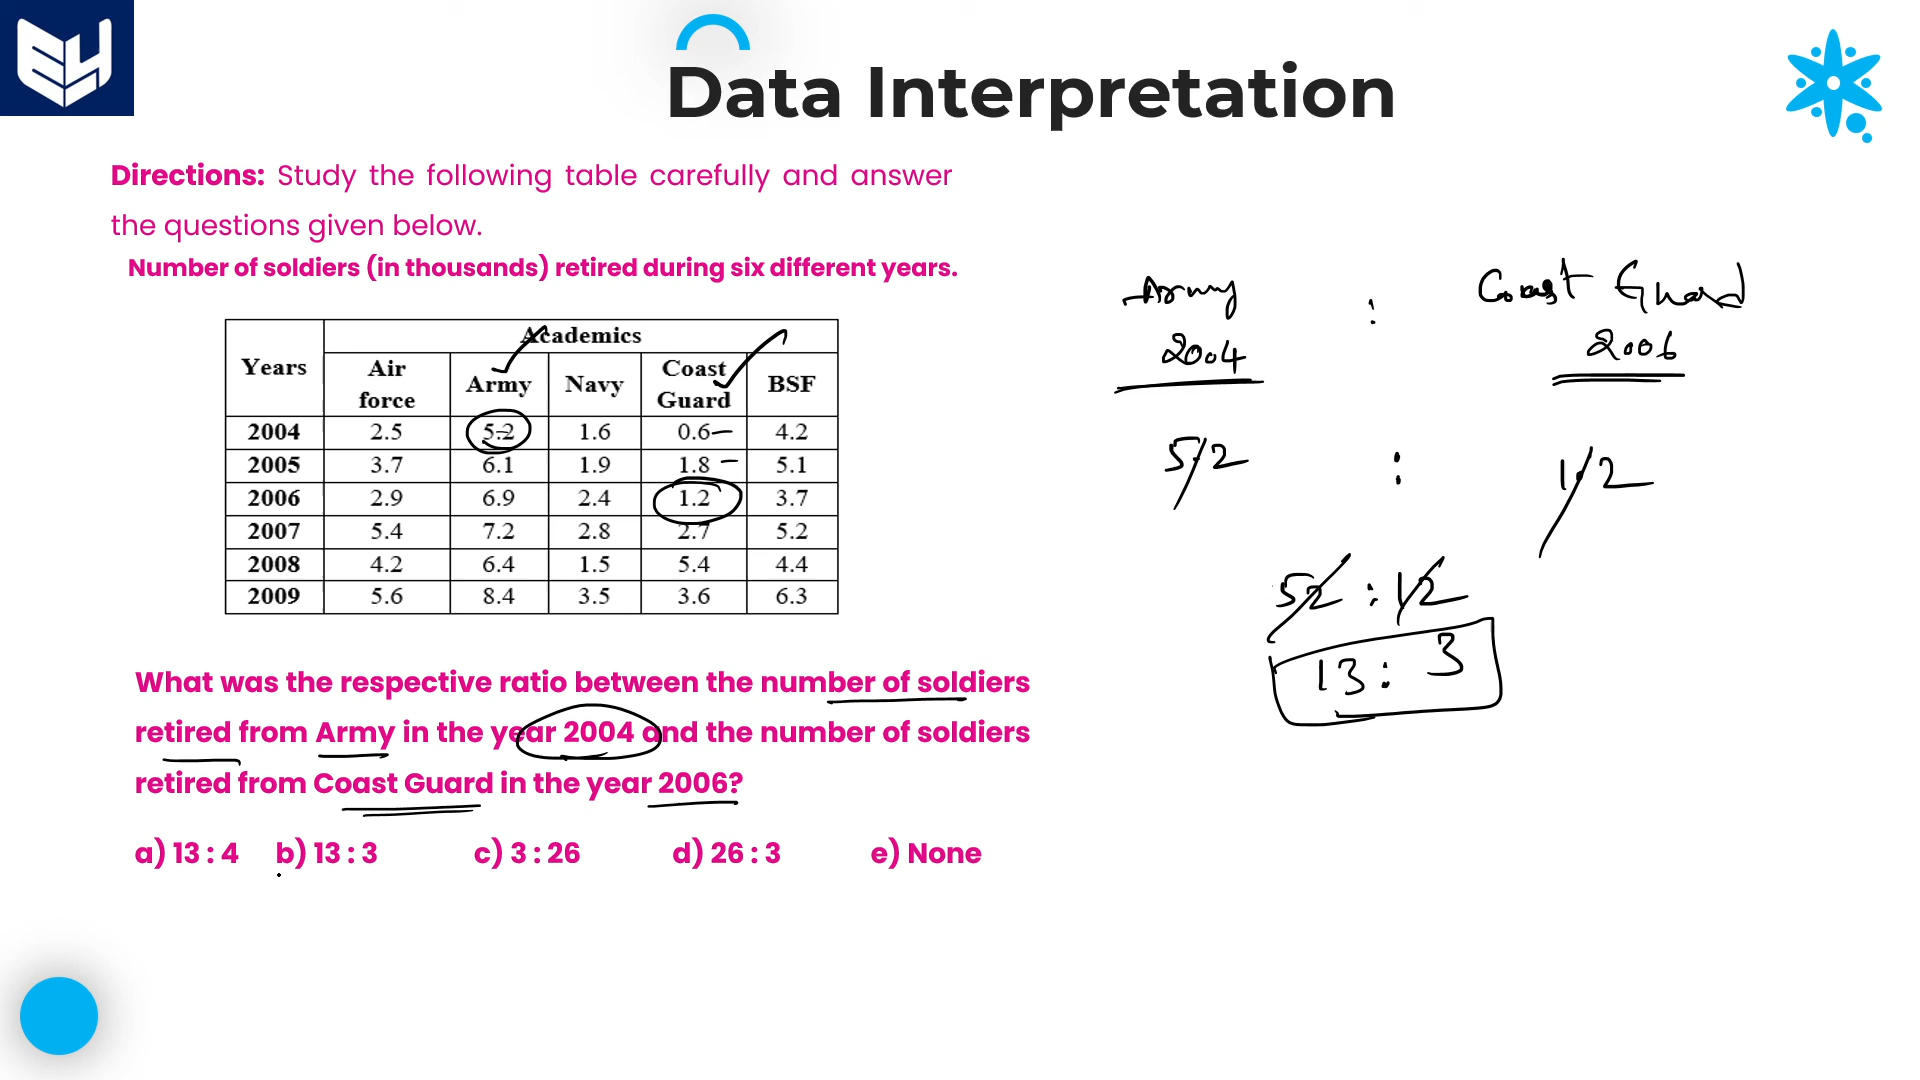 Data Interpretation
Directions: Study the following table carefully and answer
the questions given below.
Number of soldiers (in thousands) retired during six different years.
Years Academics
Air force Army Navy Coast Guard BSF
2004 2.5 5.2 1.6 0.6 4.2
2005 3.7 6.1 1.9 1.8 5.1
2006 2.9 6.9 2.4 1.2 3.7
2007 5.4 7.2 2.8 2.7 5.2
2008 4.2 6.4 1.5 5.4 4.4
2009 5.6 8.4 3.5 3.6 6.3
What was the respective ratio between the number of soldiers
retired from Army in the year 2004 and the number of soldiers
retired from Coast Guard in the year 2006?
a) 13 : 4 b) 13 : 3 c) 3 : 26 d) 26 : 3 e) None
Army : Coast Guard
2004 2006
5.2 : 1.2
52 : 12
13 : 3